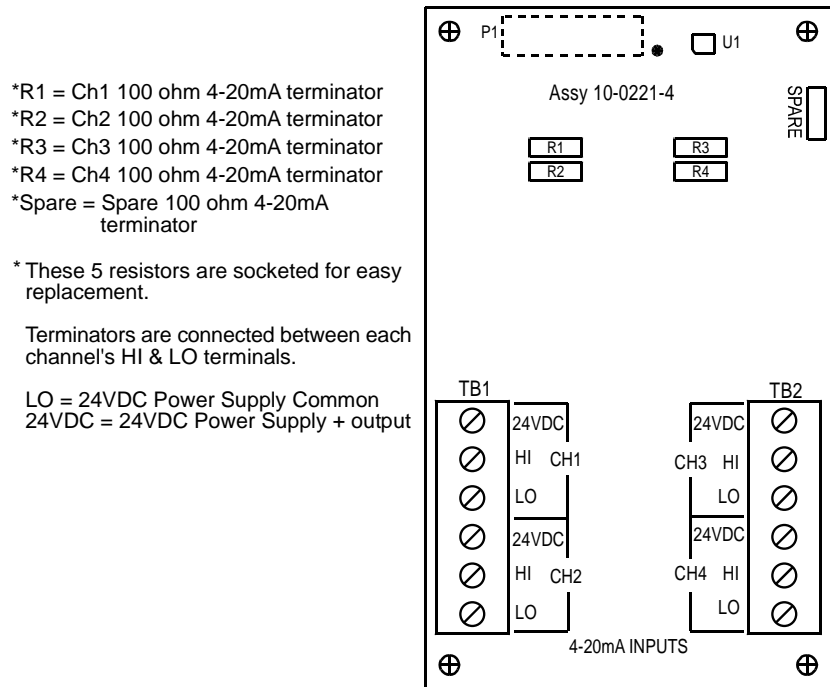 *R1 = Ch1 100 ohm 4-20mA terminator
*R2 = Ch2 100 ohm 4-20mA terminator
*R3 = Ch3 100 ohm 4-20mA terminator
*R4 = Ch4 100 ohm 4-20mA terminator
*Spare = Spare 100 ohm 4-20mA
terminator
* These 5 resistors are socketed for easy
replacement.
Terminators are connected between each
channel's HI & LO terminals.
LO = 24VDC Power Supply Common
24VDC = 24VDC Power Supply + output
P1
U1
Assy 10-0221-4
SPARE
R1
R3
R2
R4
TB1
TB2
24VDC
HI CH1
LO
24VDC
HI CH2
LO
24VDC
CH3 HI
LO
24VDC
CH4 HI
LO
4-20mA INPUTS